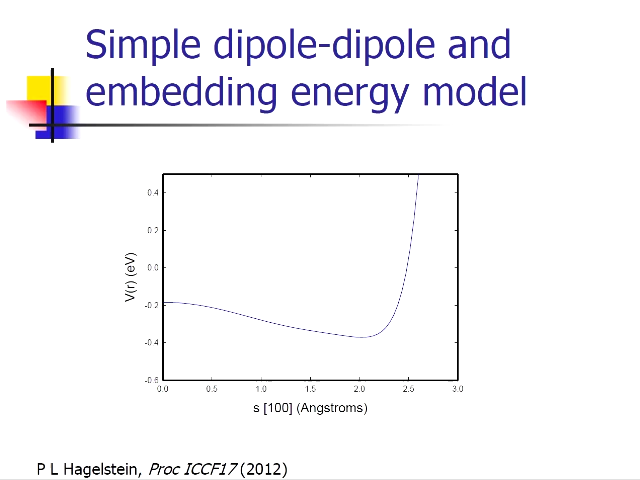 Simple dipole-dipole and
embedding energy model
0.4
0.2
0.0
-0.2
-0.4
-0.6
V(r) (eV)
0.0 0.5 1.0 1.5 2.0 2.5 3.0
s [100] (Angstroms)
P L Hagelstein, Proc ICCF17 (2012)